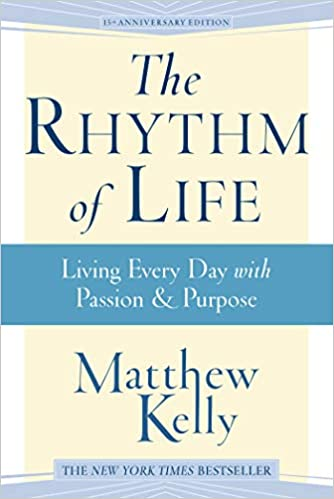 15TH ANNIVERSARY EDITION
The
RHYTHM
of LIFE
Living Every Day with
Passion & Purpose
Matthew
Kelly
THE NEW YORK TIMES BESTSELLER